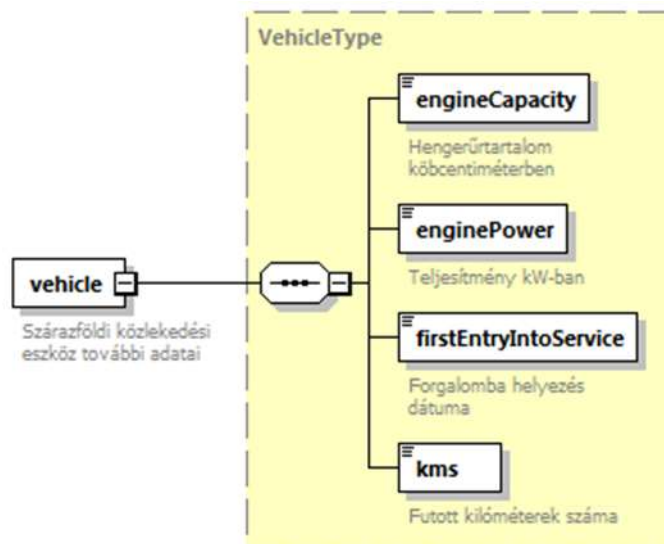 VehicleType
engineCapacity
Hengerűrtartalom
köbcentiméterben
enginePower
Teljesítmény kW-ban
vehicle
Szárazföldi közlekedési
eszköz további adatai
firstEntryIntoService
Forgalomba helyezés
dátuma
kms
Futott kilóméterek száma